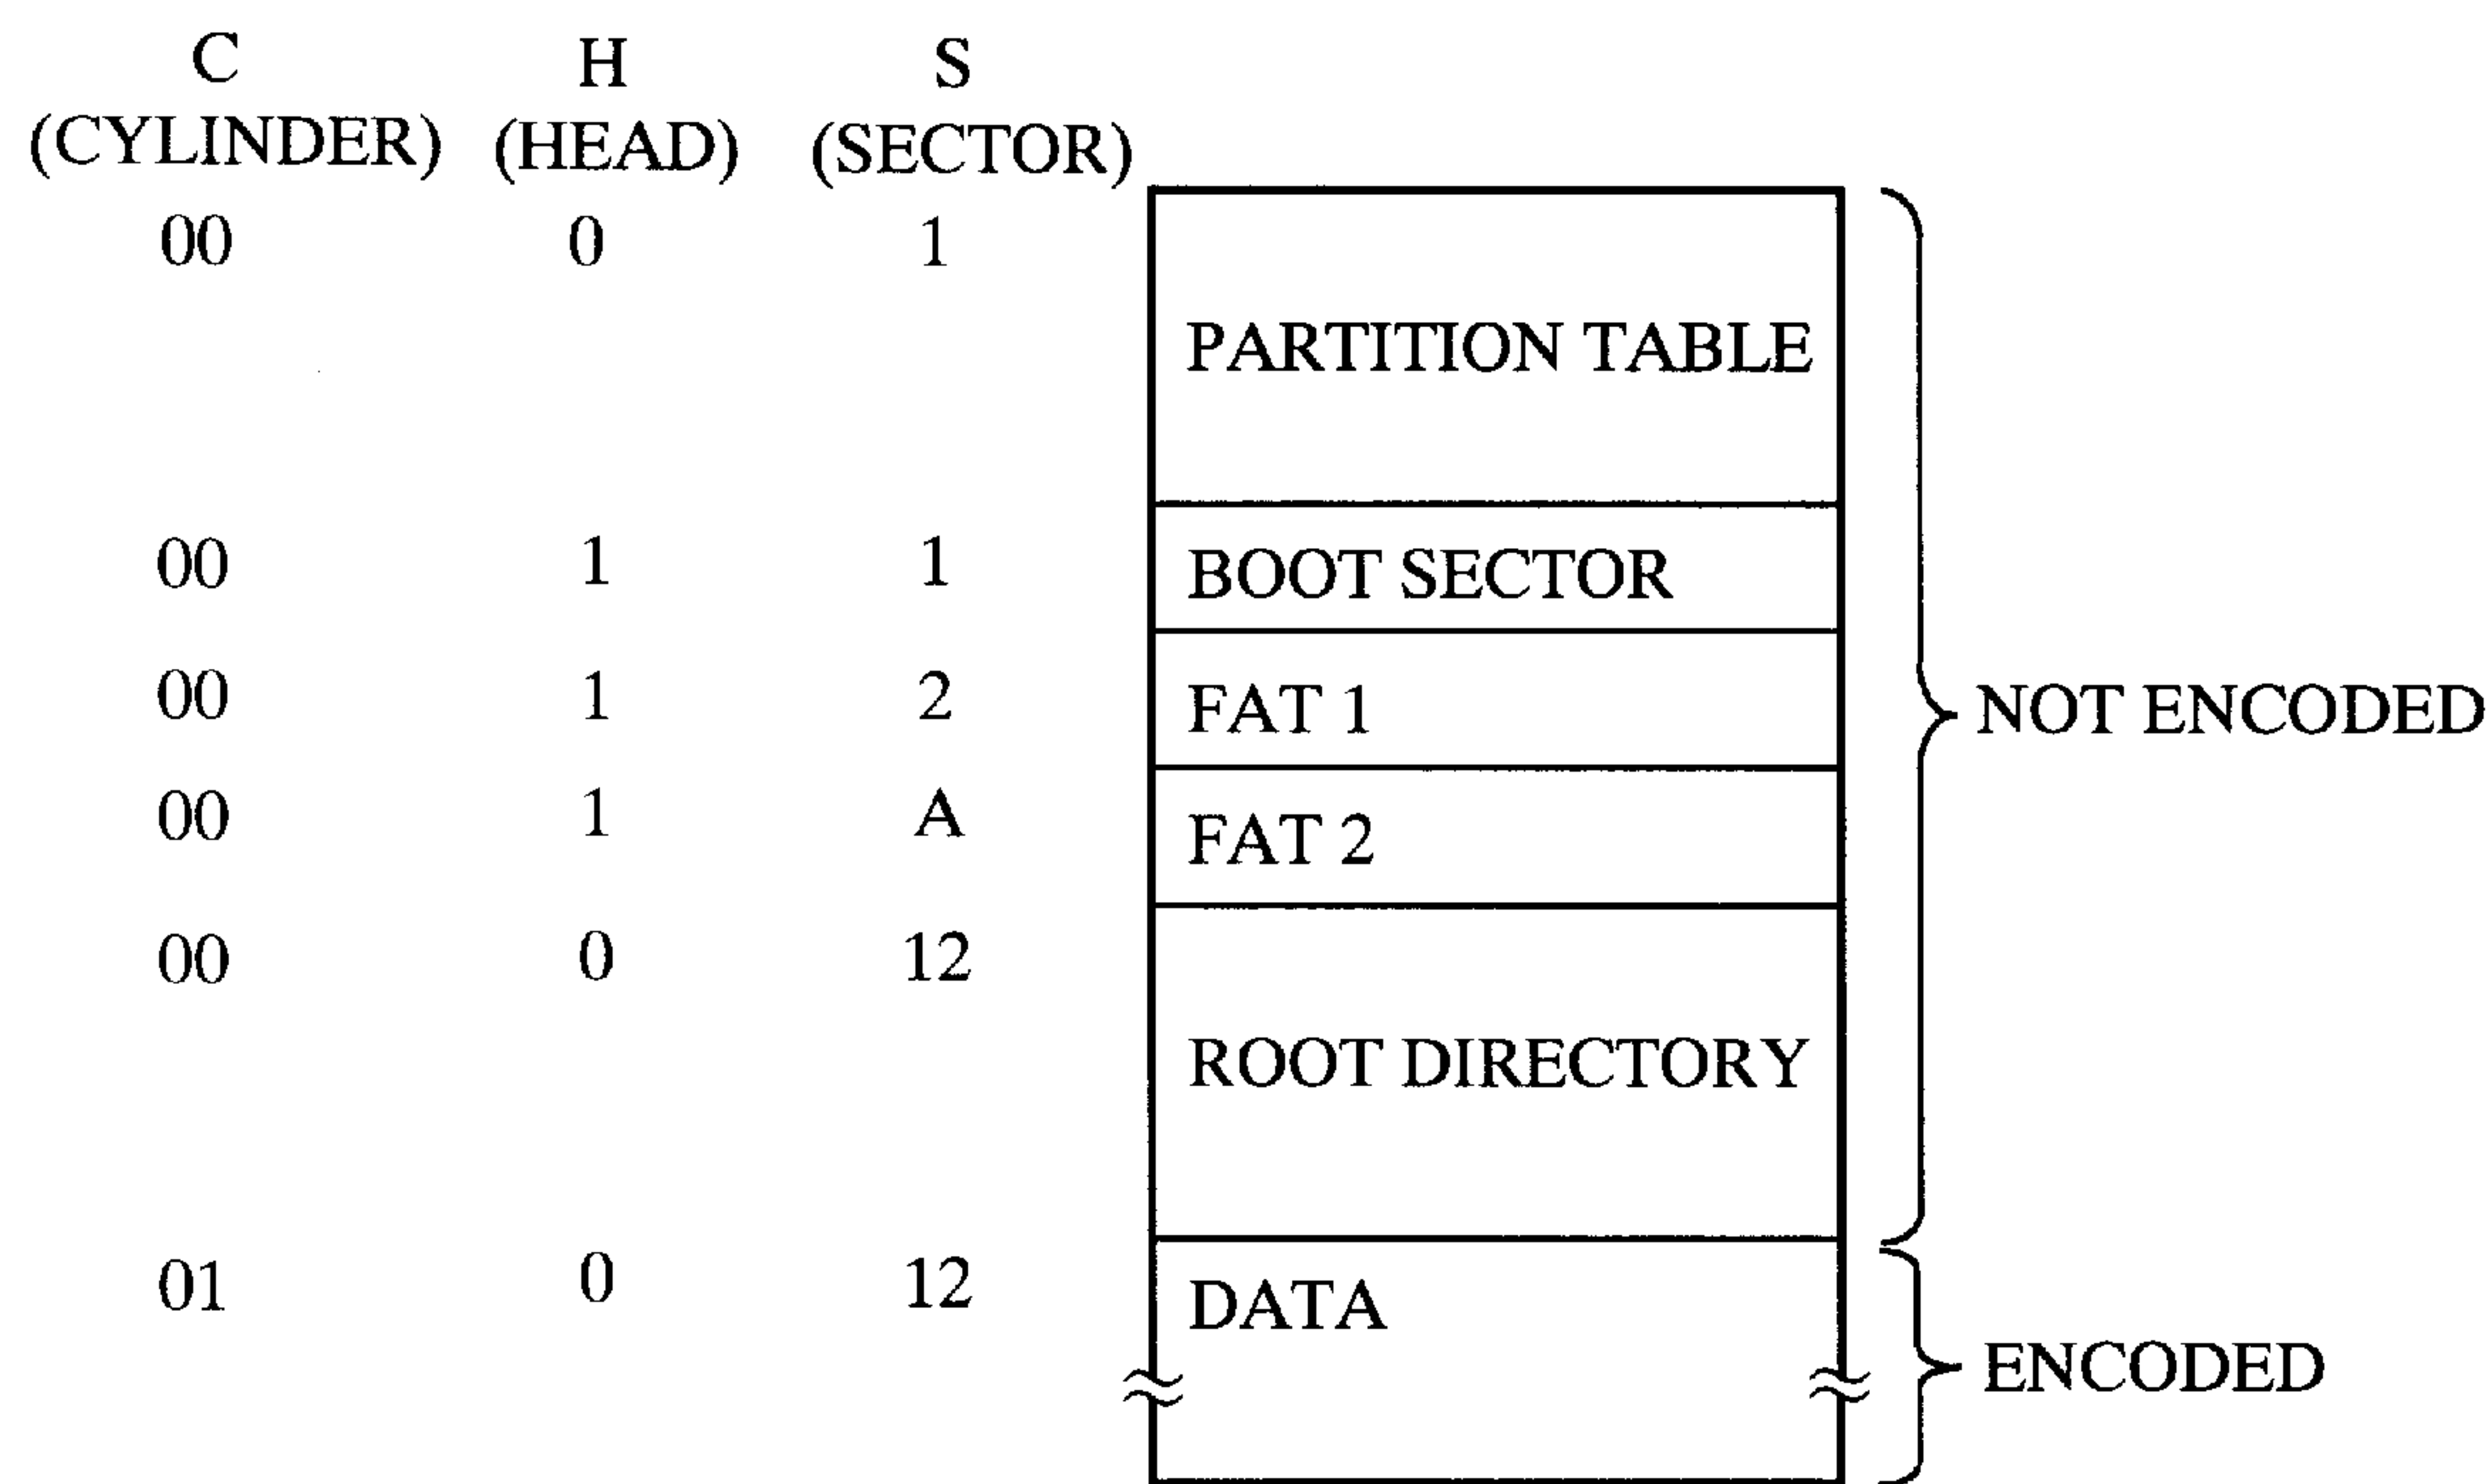 C H S
(CYLINDER) (HEAD) (SECTOR)
00 0 1
PARTITION TABLE
00 1 1 BOOT SECTOR
00 1 2 FAT 1
NOT ENCODED
00 1 A FAT 2
00 0 12
ROOT DIRECTORY
01 0 12 DATA
ENCODED